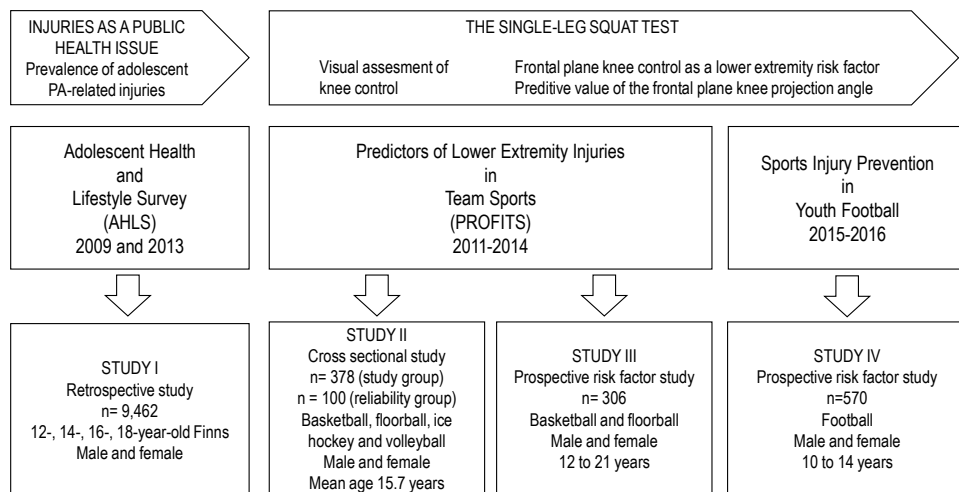 INJURIES AS A PUBLIC
HEALTH ISSUE
Prevalence of adolescent
PA-related injuries
THE SINGLE-LEG SQUAT TEST
Visual assesment of
knee control
Frontal plane knee control as a lower extremity risk factor
Preditive value of the frontal plane knee projection angle
Adolescent Health
and
Lifestyle Survey
(AHLS)
2009 and 2013
Predictors of Lower Extremity Injuries
in
Team Sports
(PROFITS)
2011-2014
Sports Injury Prevention
in
Youth Football
2015-2016
STUDY I
Retrospective study
n= 9,462
12-, 14-, 16-, 18-year-old Finns
Male and female
STUDY II
Cross sectional study
n= 378 (study group)
n = 100 (reliability group)
Basketball, floorball, ice
hockey and volleyball
Male and female
Mean age 15.7 years
STUDY III
Prospective risk factor study
n= 306
Basketball and floorball
Male and female
12 to 21 years
STUDY IV
Prospective risk factor study
n=570
Football
Male and female
10 to 14 years